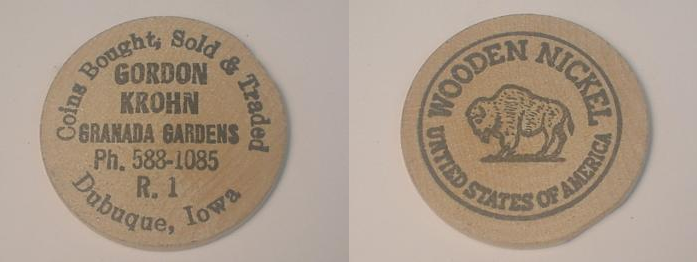 Coins Bought, Sold & Traded
GORDON
KROHN
GRANADA GARDENS
Ph. 588-1085
R. 1
Dubuque, Iowa
WOODEN NICKEL
UNITED STATES OF AMERICA